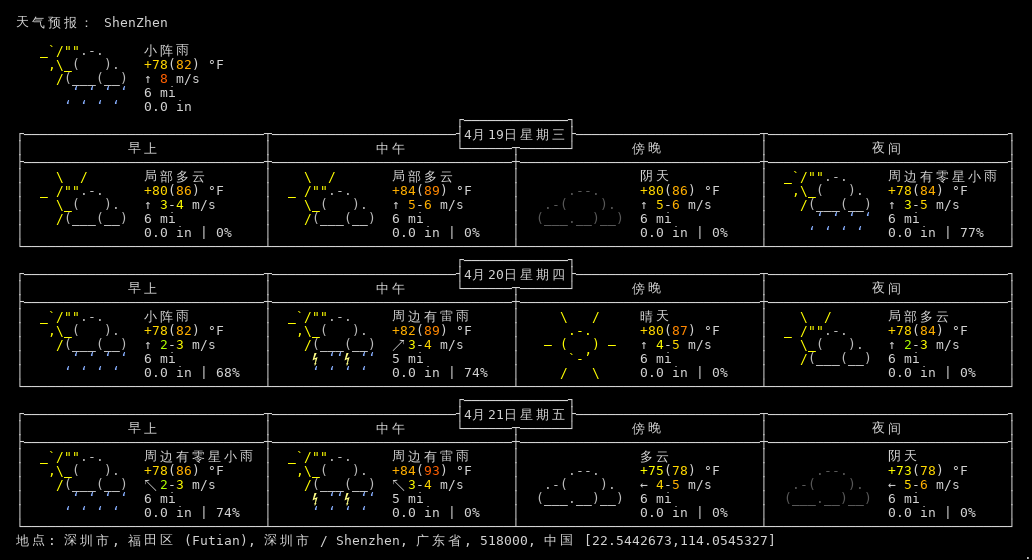 天气预报： ShenZhen
小阵雨
+78(82) °F
↑ 8 m/s
6 mi
0.0 in
4月19日星期三
早上 中午 傍晚 夜间
局部多云 局部多云 阴天 周边有零星小雨
+80(86) °F +84(89) °F +80(86) °F +78(84) °F
↑ 3-4 m/s ↑ 5-6 m/s ↑ 5-6 m/s ↑ 3-5 m/s
6 mi 6 mi 6 mi 6 mi
0.0 in | 0% 0.0 in | 0% 0.0 in | 0% 0.0 in | 77%
4月20日星期四
早上 中午 傍晚 夜间
小阵雨 周边有雷雨 晴天 局部多云
+78(82) °F +82(89) °F +80(87) °F +78(84) °F
↑ 2-3 m/s ↗ 3-4 m/s ↑ 4-5 m/s ↑ 2-3 m/s
6 mi 5 mi 6 mi 6 mi
0.0 in | 68% 0.0 in | 74% 0.0 in | 0% 0.0 in | 0%
4月21日星期五
早上 中午 傍晚 夜间
周边有零星小雨 周边有雷雨 多云 阴天
+78(86) °F +84(93) °F +75(78) °F +73(78) °F
↖ 2-3 m/s ↖ 3-4 m/s ← 4-5 m/s ← 5-6 m/s
6 mi 5 mi 6 mi 6 mi
0.0 in | 74% 0.0 in | 0% 0.0 in | 0% 0.0 in | 0%
地点: 深圳市, 福田区 (Futian), 深圳市 / Shenzhen, 广东省, 518000, 中国 [22.5442673,114.0545327]